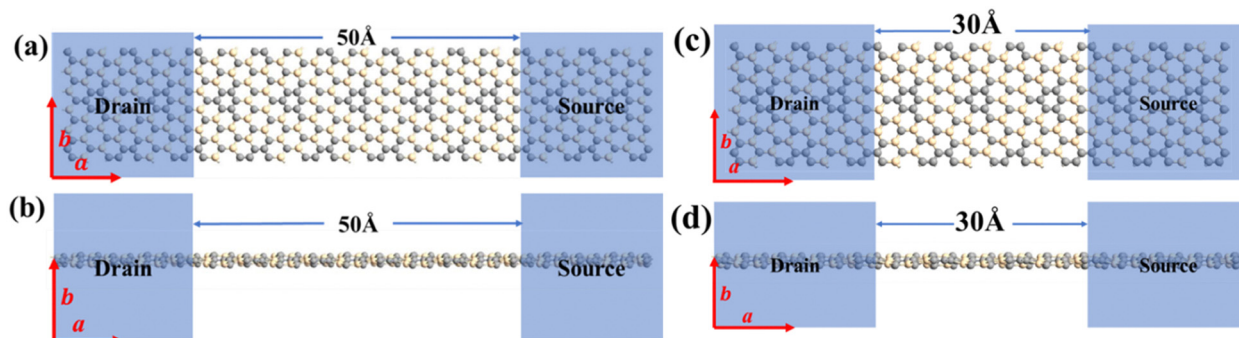 (a)
50Å
Drain
Source
b
a
(b)
50Å
Drain
Source
b
a
(c)
30Å
Drain
Source
b
a
(d)
30Å
Drain
Source
b
a